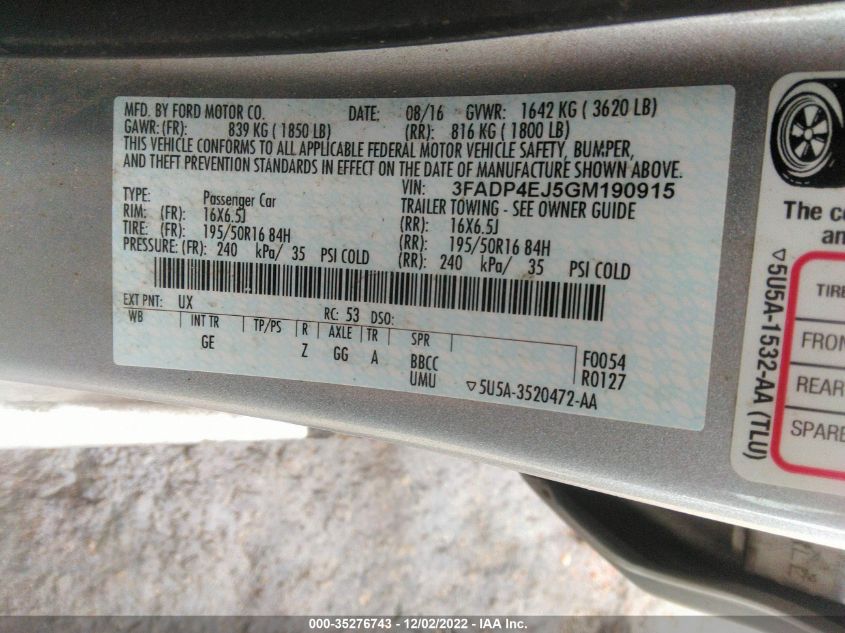 MFD. BY FORD MOTOR CO. DATE: 08/16 GVWR: 1642 KG ( 3620 LB)
GAWR: (FR): 839 KG ( 1850 LB) (RR): 816 KG ( 1800 LB)
THIS VEHICLE CONFORMS TO ALL APPLICABLE FEDERAL MOTOR VEHICLE SAFETY, BUMPER,
AND THEFT PREVENTION STANDARDS IN EFFECT ON THE DATE OF MANUFACTURE SHOWN ABOVE.
VIN: 3FADP4EJ5GM190915
TYPE: Passenger Car TRAILER TOWING - SEE OWNER GUIDE
RIM: (FR): 16X6.5J (RR): 16X6.5J
TIRE: (FR): 195/50R16 84H (RR): 195/50R16 84H
PRESSURE: (FR): 240 kPa/ 35 PSI COLD (RR): 240 kPa/ 35 PSI COLD
EXT PNT: UX RC: 53 DSO:
WB INT TR TP/PS R AXLE TR SPR
GE Z GG A BBCC F0054
UMU R0127
▽5U5A-3520472-AA
The co
an
▽5U5A-1532-AA (TLU)
TIRE
FRON
REAR
SPARE
000-35276743 - 12/02/2022 - IAA Inc.